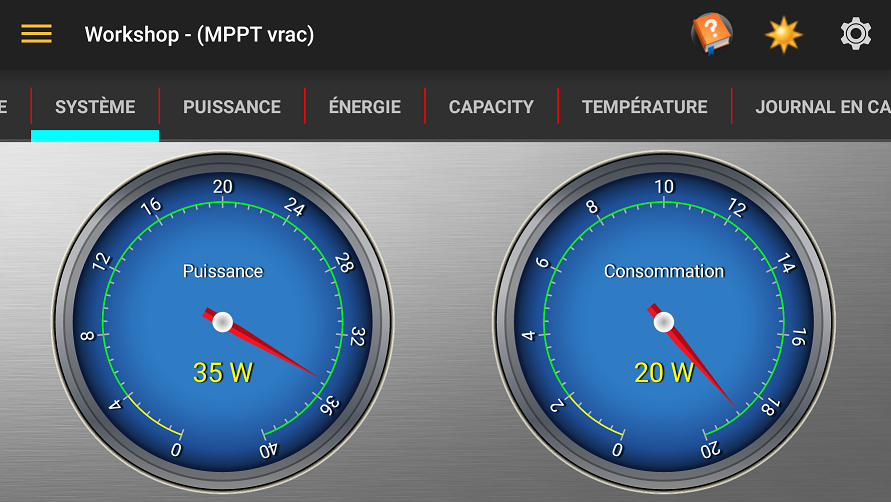 Workshop - (MPPT vrac)
E SYSTÈME PUISSANCE ÉNERGIE CAPACITY TEMPÉRATURE JOURNAL EN CA
0 4 8 12 16 20 24 28 32 36 40
Puissance
35 W
0 2 4 6 8 10 12 14 16 18 20
Consommation
20 W